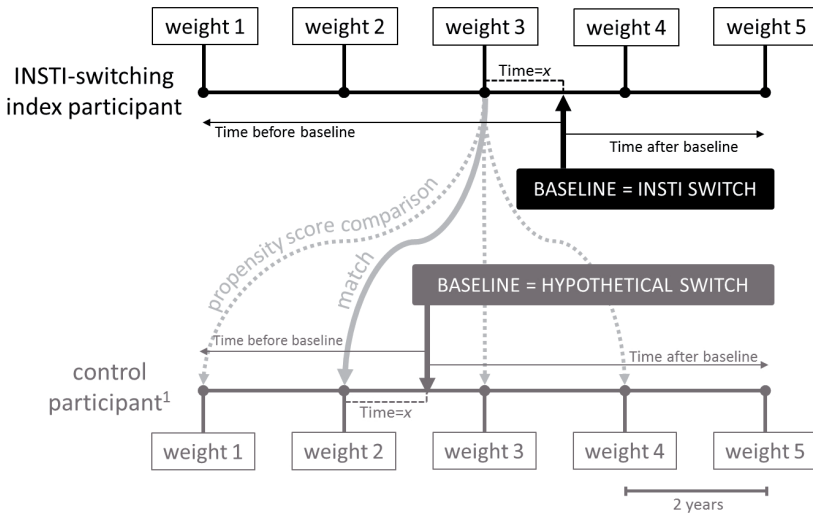 weight 1
weight 2
weight 3
weight 4
weight 5
Time=x
INSTI-switching
index participant
Time before baseline
Time after baseline
BASELINE = INSTI SWITCH
propensity score comparison
match
BASELINE = HYPOTHETICAL SWITCH
Time before baseline
Time after baseline
control
participant¹
Time=x
weight 1
weight 2
weight 3
weight 4
weight 5
2 years